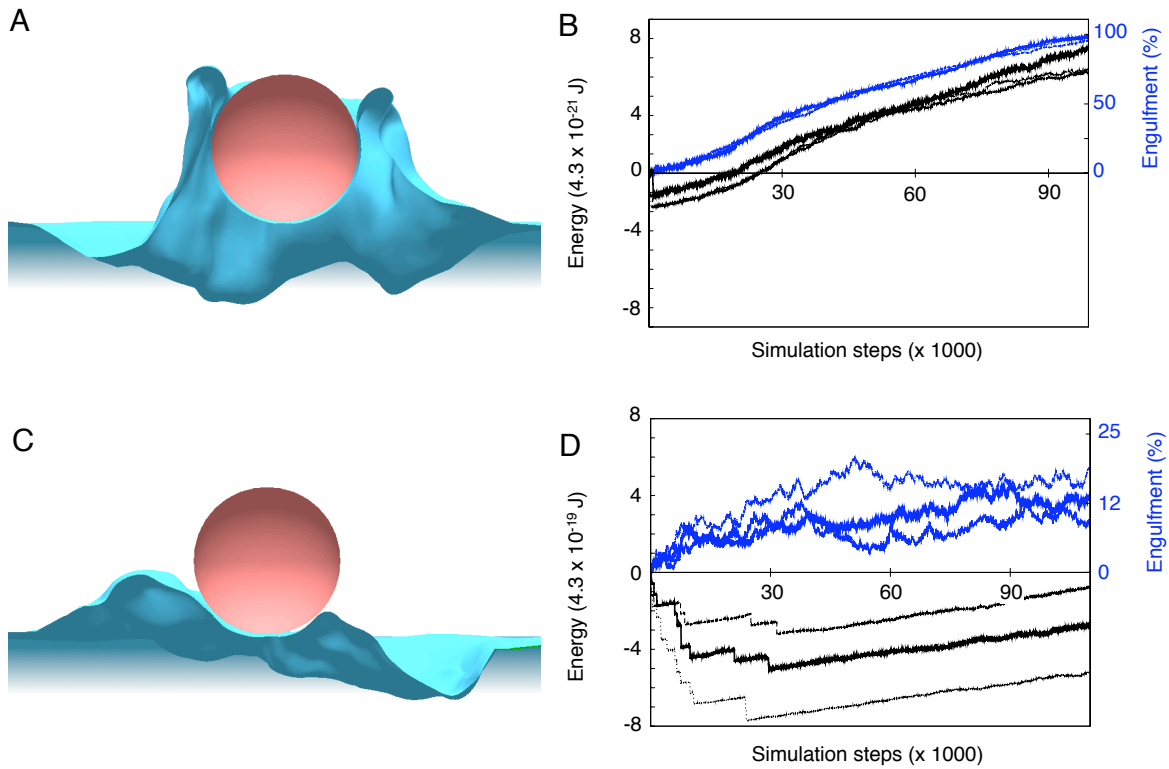 A
B
Energy (4.3 x 10-21 J)
8
4
0
-4
-8
30
60
90
100
50
0
Engulfment (%)
Simulation steps (x 1000)
C
D
Energy (4.3 x 10-19 J)
8
4
0
-4
-8
30
60
90
25
12
0
Engulfment (%)
Simulation steps (x 1000)